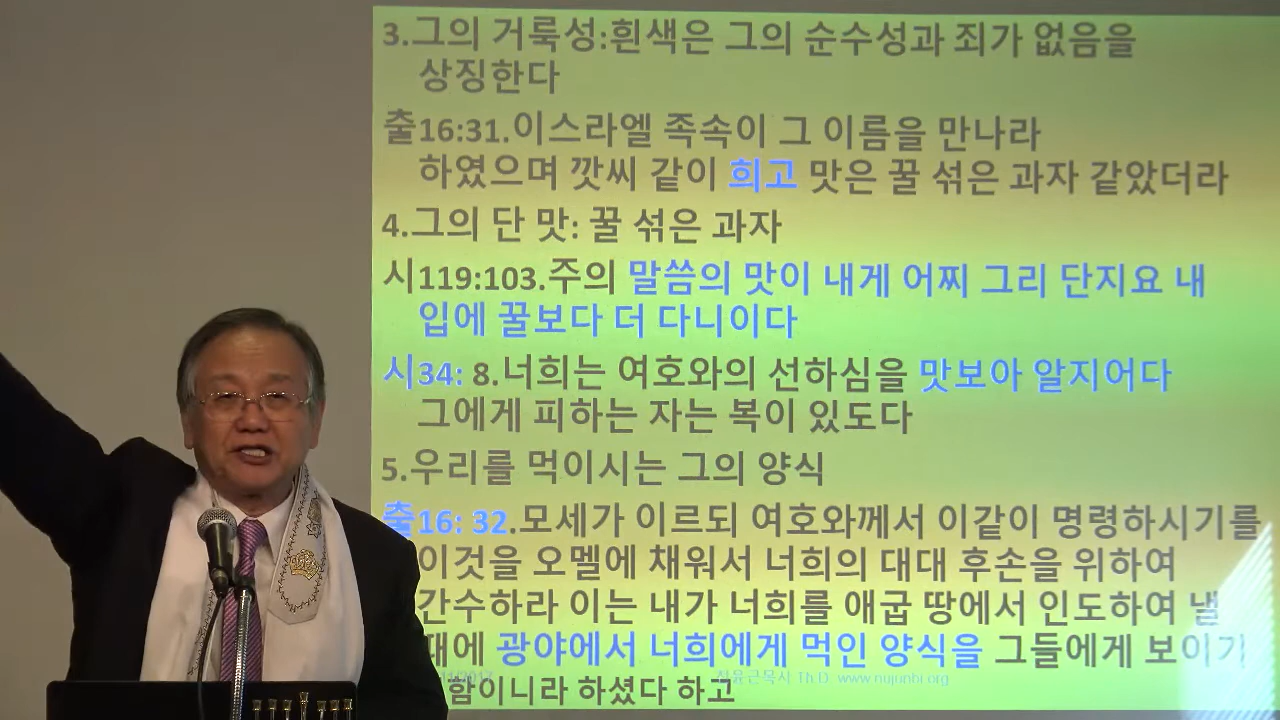 3.그의 거룩성:흰색은 그의 순수성과 죄가 없음을
상징한다
출16:31.이스라엘 족속이 그 이름을 만나라
하였으며 깟씨 같이 희고 맛은 꿀 섞은 과자 같았더라
4.그의 단 맛: 꿀 섞은 과자
시119:103.주의 말씀의 맛이 내게 어찌 그리 단지요 내
입에 꿀보다 더 다니이다
시34: 8.너희는 여호와의 선하심을 맛보아 알지어다
그에게 피하는 자는 복이 있도다
5.우리를 먹이시는 그의 양식
출16: 32.모세가 이르되 여호와께서 이같이 명령하시기를
이것을 오멜에 채워서 너희의 대대 후손을 위하여
간수하라 이는 내가 너희를 애굽 땅에서 인도하여 낼
때에 광야에서 너희에게 먹인 양식을 그들에게 보이기
함이니라 하셨다 하고
Th.D. www.nujunbi.org